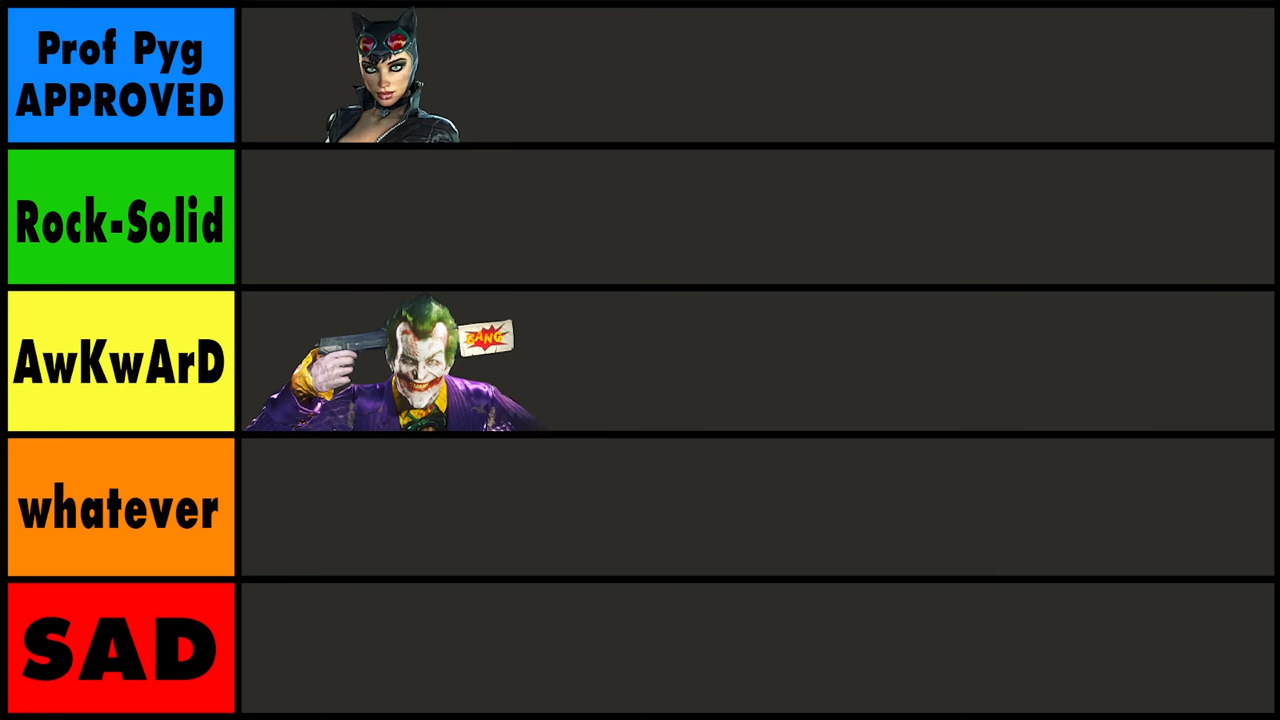 Prof Pyg
APPROVED
Rock-Solid
AwKwArD
BANG
whatever
SAD